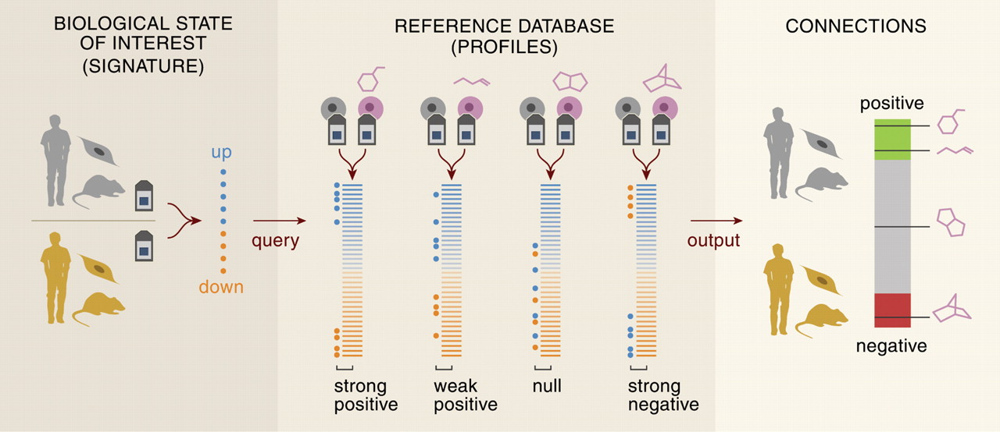 BIOLOGICAL STATE
OF INTEREST
(SIGNATURE)
up
down
query
REFERENCE DATABASE
(PROFILES)
strong
positive
weak
positive
null
strong
negative
output
CONNECTIONS
positive
negative